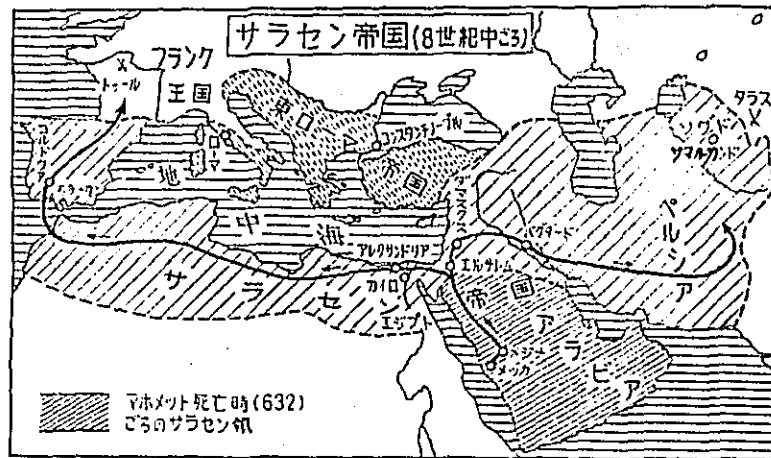 サラセン帝国(8世紀中ごろ)
フランク
王国
トゥール
東ロ
帝国
コンスタンチノープル
ローマ
コルドバ
地
中
海
アレクサンドリア
カイロ
エジプト
ダマスクス
エルサレム
バグダード
メジナ
メッカ
アラビア
ペルシア
ソグド
サマルカンド
タラス
サラセン
帝国
マホメット死亡時(632)
ごろのサラセン領